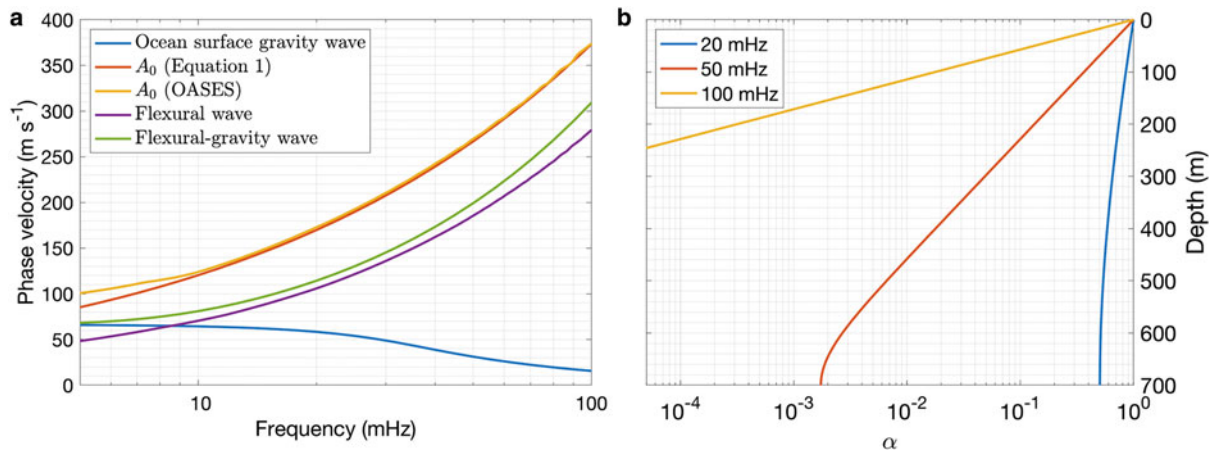 a
400
350
300
250
200
150
100
50
0
Phase velocity (m s⁻¹)
Ocean surface gravity wave
A₀ (Equation 1)
A₀ (OASES)
Flexural wave
Flexural-gravity wave
10
100
Frequency (mHz)
b
20 mHz
50 mHz
100 mHz
0
100
200
300
400
500
600
700
Depth (m)
10⁻⁴
10⁻³
10⁻²
10⁻¹
10⁰
α